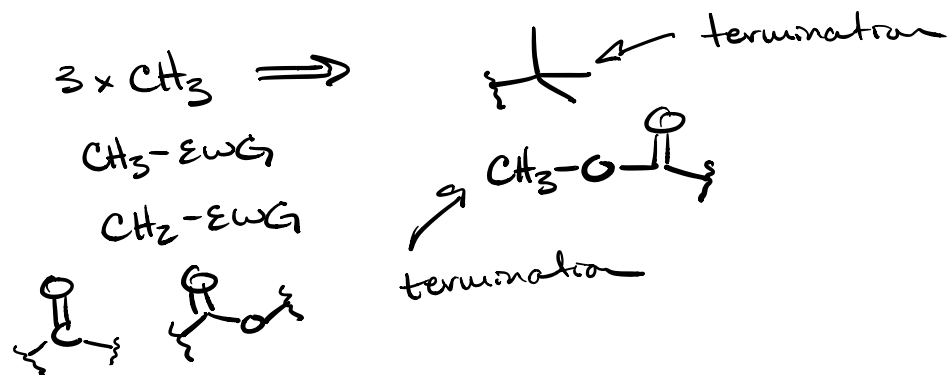 termination
3 x CH3 ⟹
CH3-EWG
CH3-O
O
CH2-EWG
termination
O
C
O
O